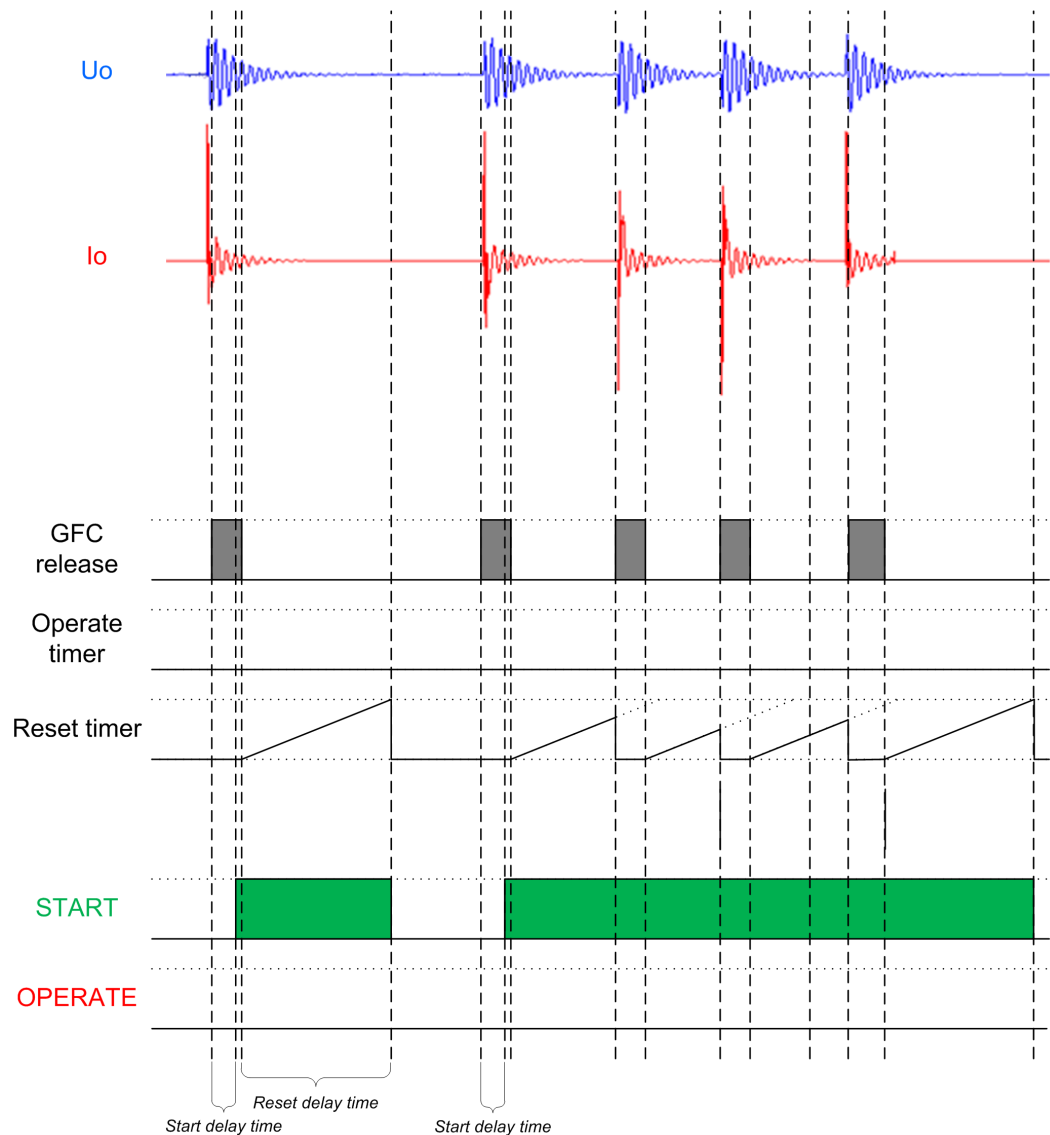 Uo
Io
GFC
release
Operate
timer
Reset timer
START
OPERATE
Reset delay time
Start delay time
Start delay time